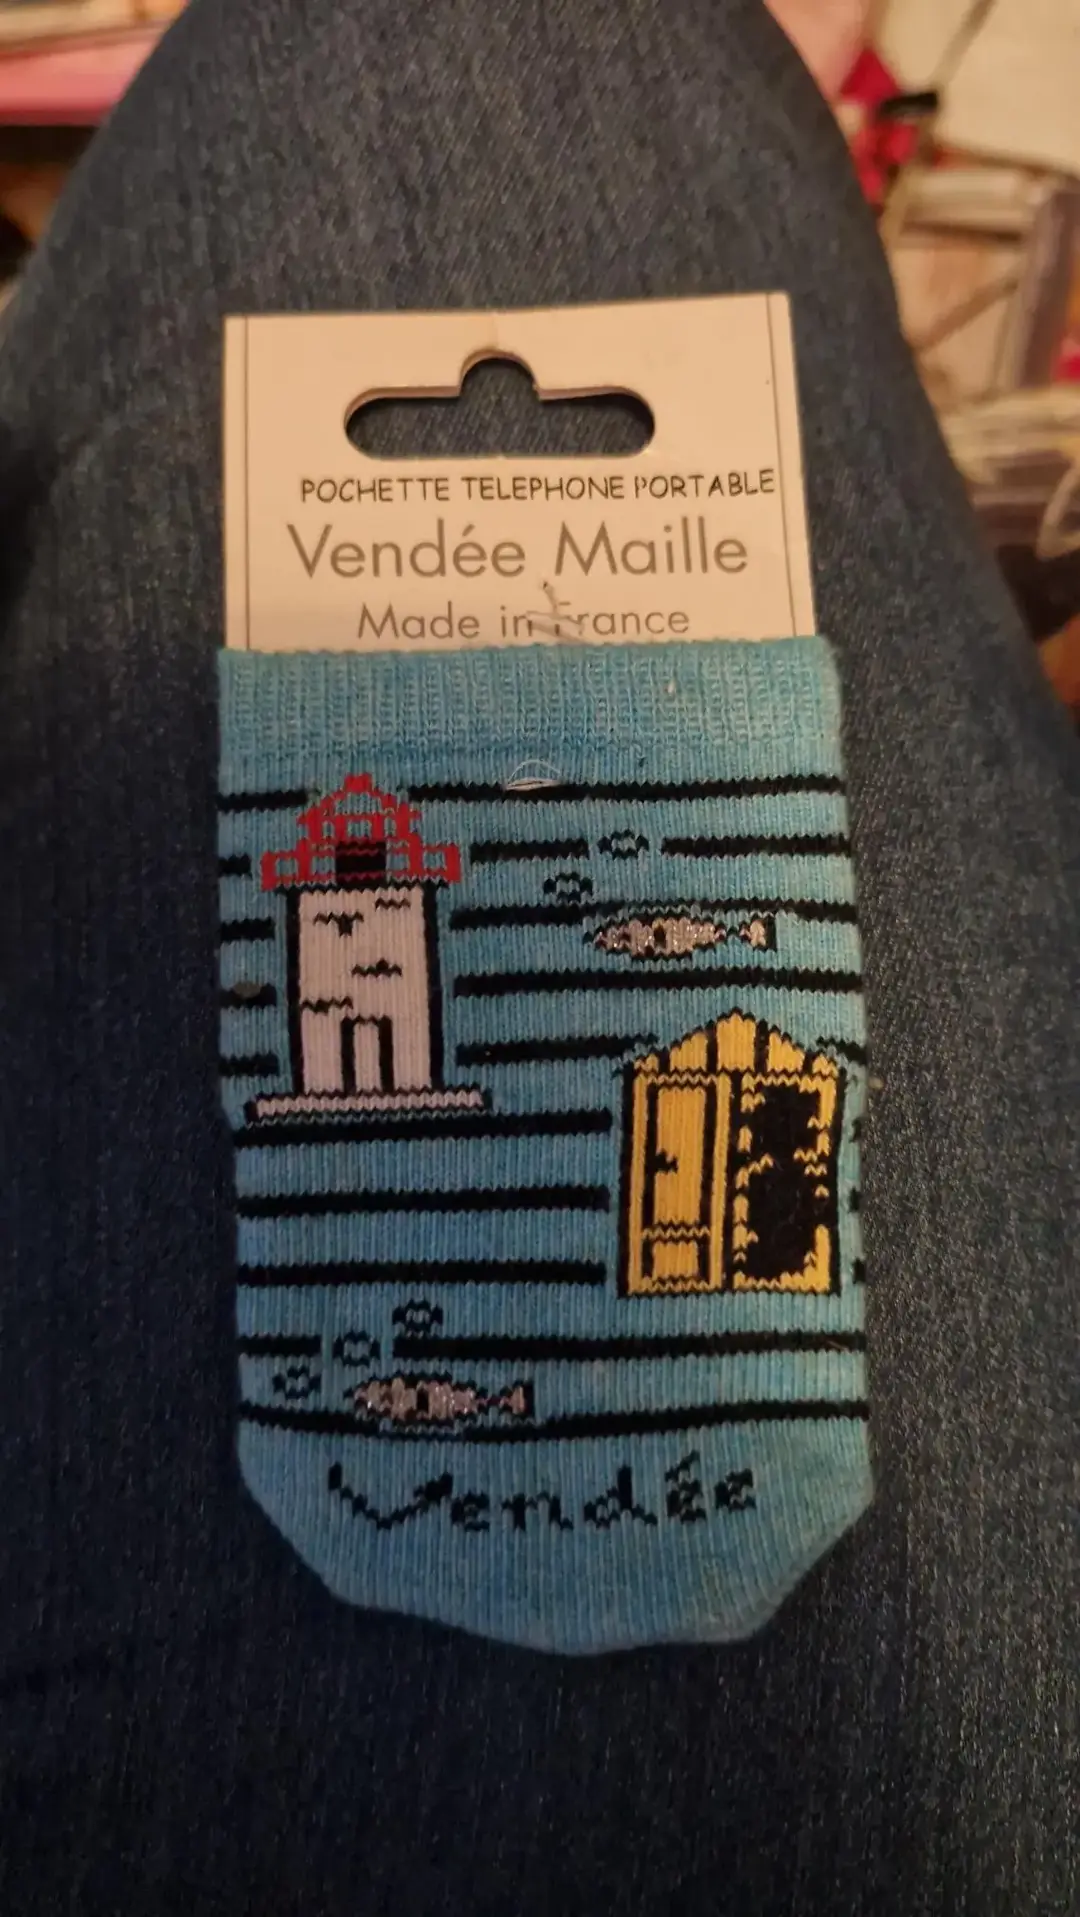 POCHETTE TELEPHONE PORTABLE
Vendée Maille
Made in France
Vendée